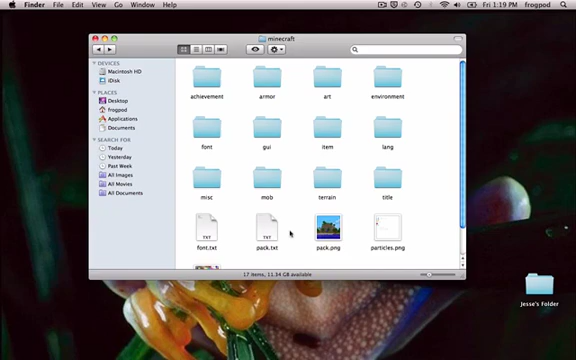 Finder File Edit View Go Window Help
Fri 1:19 PM frogpod
minecraft
DEVICES
Macintosh HD
iDisk
PLACES
Desktop
frogpod
Applications
Documents
SEARCH FOR
Today
Yesterday
Past Week
All Images
All Movies
All Documents
achievement armor art environment
font gui item lang
misc mob terrain title
TXT TXT
font.txt pack.txt pack.png particles.png
17 items, 11.34 GB available
Jesse's Folder